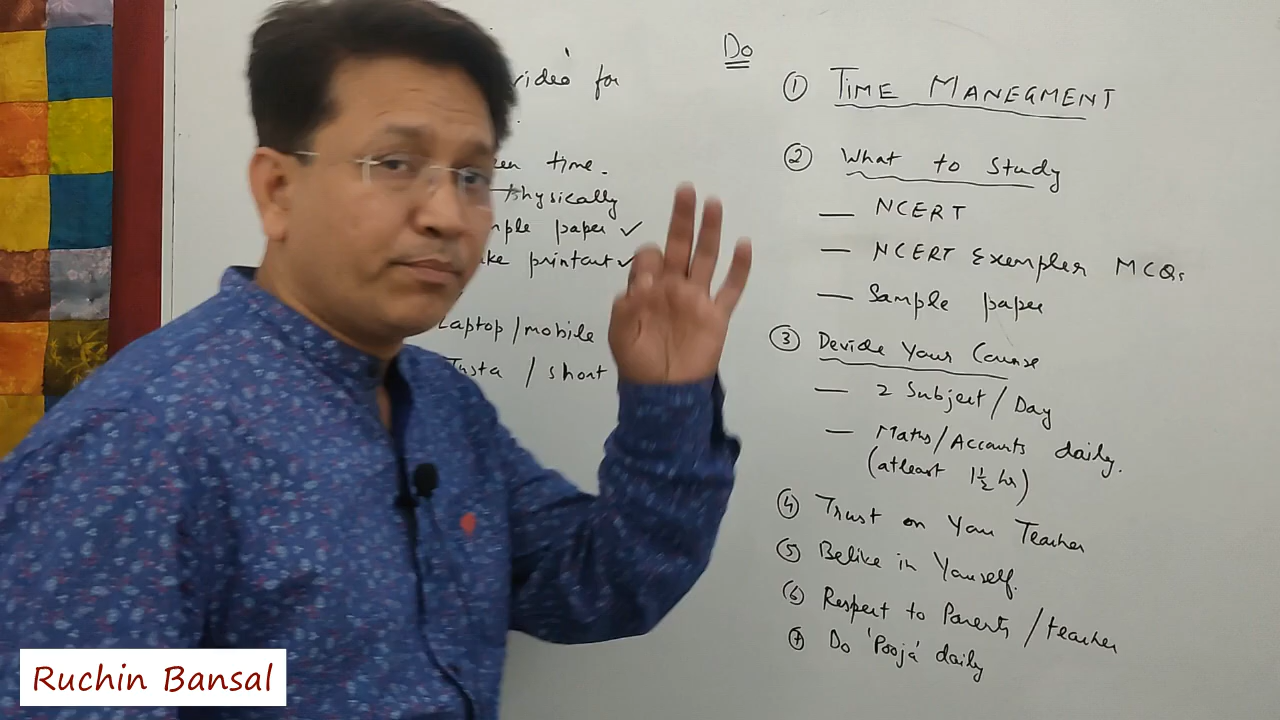 video for
time.
Physically
paper ✓
printout ✓
Laptop / mobile
Insta / short
Do
① TIME MANEGMENT
② What to Study
— NCERT
— NCERT Exempler MCQs
— Sample paper
③ Devide Your Course
— 2 Subject / Day
— Maths / Accounts daily.
(atleast 1 1/2 hr)
④ Trust on Your Teacher
⑤ Belive in Yourself.
⑥ Respect to Parents / teacher
⑦ Do 'Pooja' daily
Ruchin Bansal